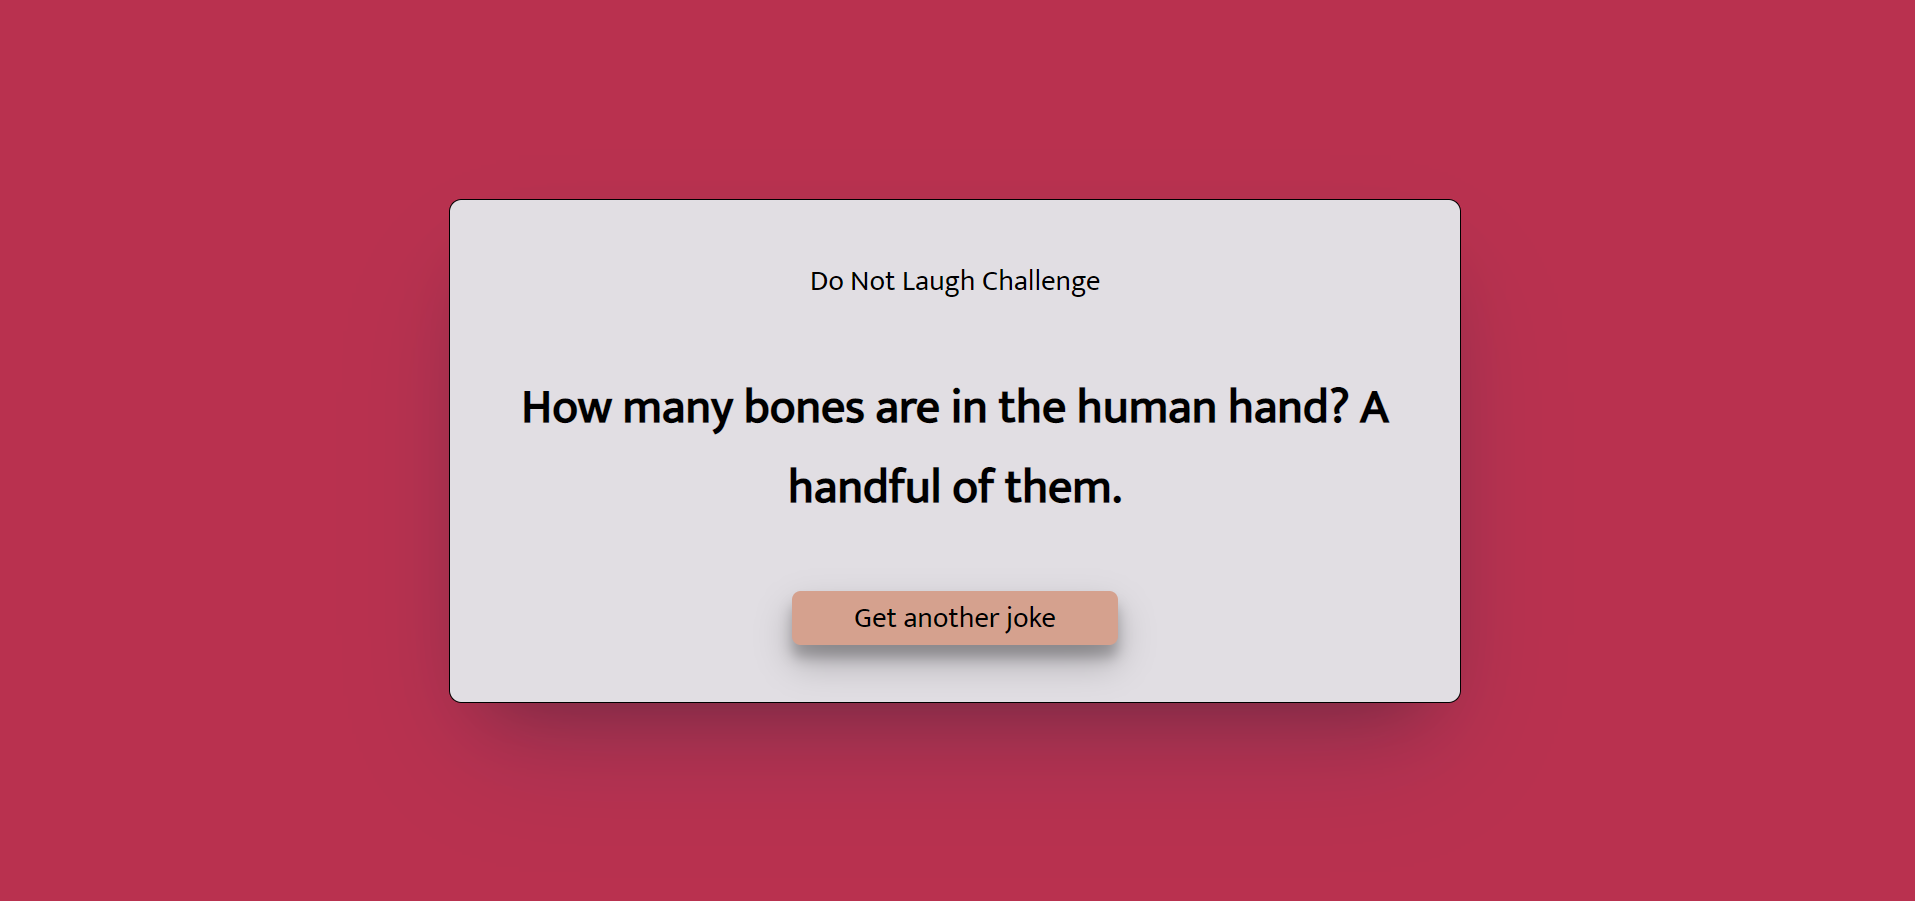 Do Not Laugh Challenge
How many bones are in the human hand? A
handful of them.
Get another joke